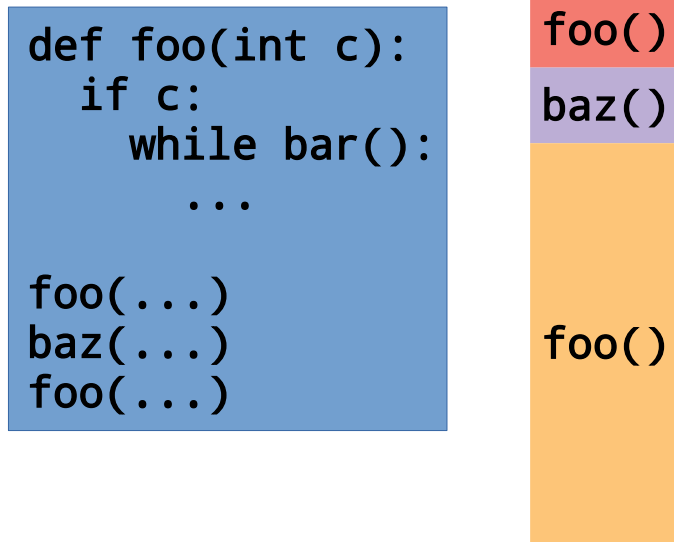 def foo(int c):
  if c:
    while bar():
      ...
foo(...)
baz(...)
foo(...)
foo()
baz()
foo()